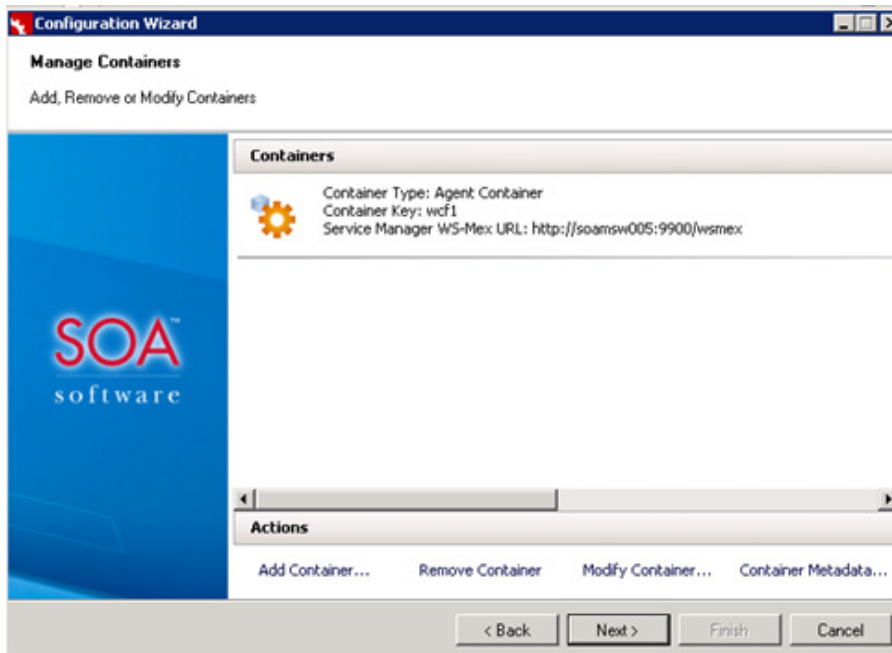 Configuration Wizard
Manage Containers
Add, Remove or Modify Containers
Containers
Container Type: Agent Container
Container Key: wcf1
Service Manager WS-Mex URL: http://soamsw005:9900/wsmex
SOA™
software
Actions
Add Container... Remove Container Modify Container... Container Metadata...
< Back Next > Finish Cancel